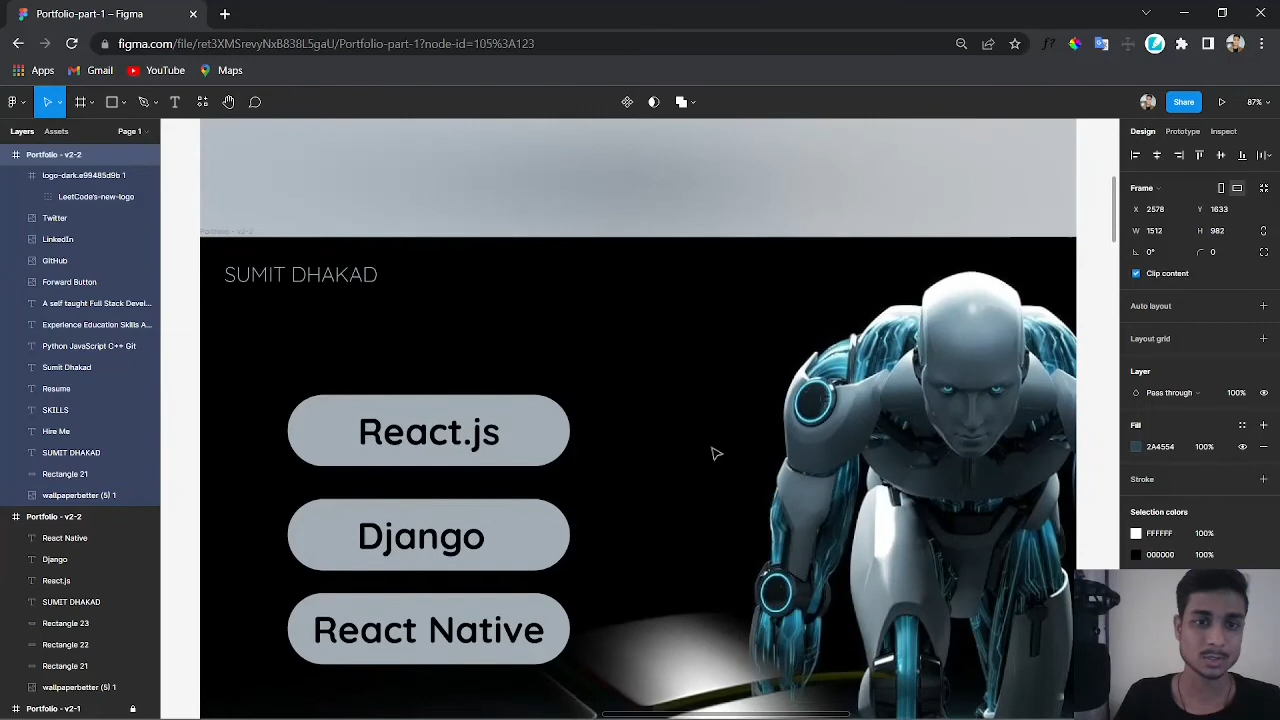 Portfolio-part-1 – Figma
figma.com/file/ret3XMSrevyNxB838L5gaU/Portfolio-part-1?node-id=105%3A123
Apps
Gmail
YouTube
Maps
Share
87%
Layers
Assets
Page 1
Design
Prototype
Inspect
Portfolio - v2-2
logo-dark.e99485d9b 1
LeetCode's-new-logo
Twitter
LinkedIn
GitHub
Forward Button
A self taught Full Stack Devel...
Experience Education Skills A...
Python JavaScript C++ Git
Sumit Dhakad
Resume
SKILLS
Hire Me
SUMIT DHAKAD
Rectangle 21
wallpaperbetter (5) 1
Portfolio - v2-2
React Native
Django
React.js
SUMIT DHAKAD
Rectangle 23
Rectangle 22
Rectangle 21
wallpaperbetter (5) 1
Portfolio - v2-1
Portfolio - v2-2
SUMIT DHAKAD
React.js
Django
React Native
Frame
X 2578 Y 1633
W 1512 H 982
0° 0°
Clip content
Auto layout
Layout grid
Layer
Pass through 100%
Fill
2A4554 100%
Stroke
Selection colors
FFFFFF 100%
000000 100%